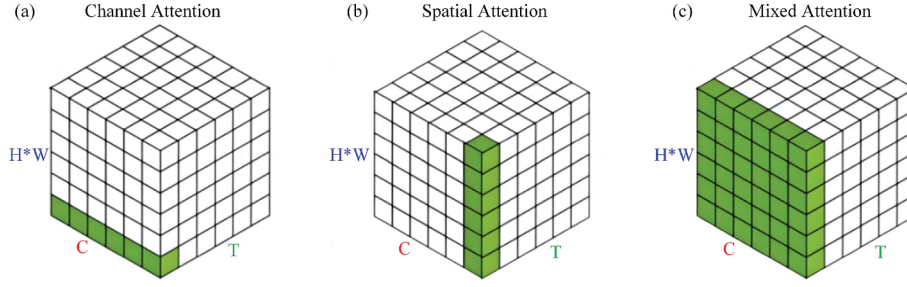 (a) Channel Attention
H*W
C
T
(b) Spatial Attention
H*W
C
T
(c) Mixed Attention
H*W
C
T